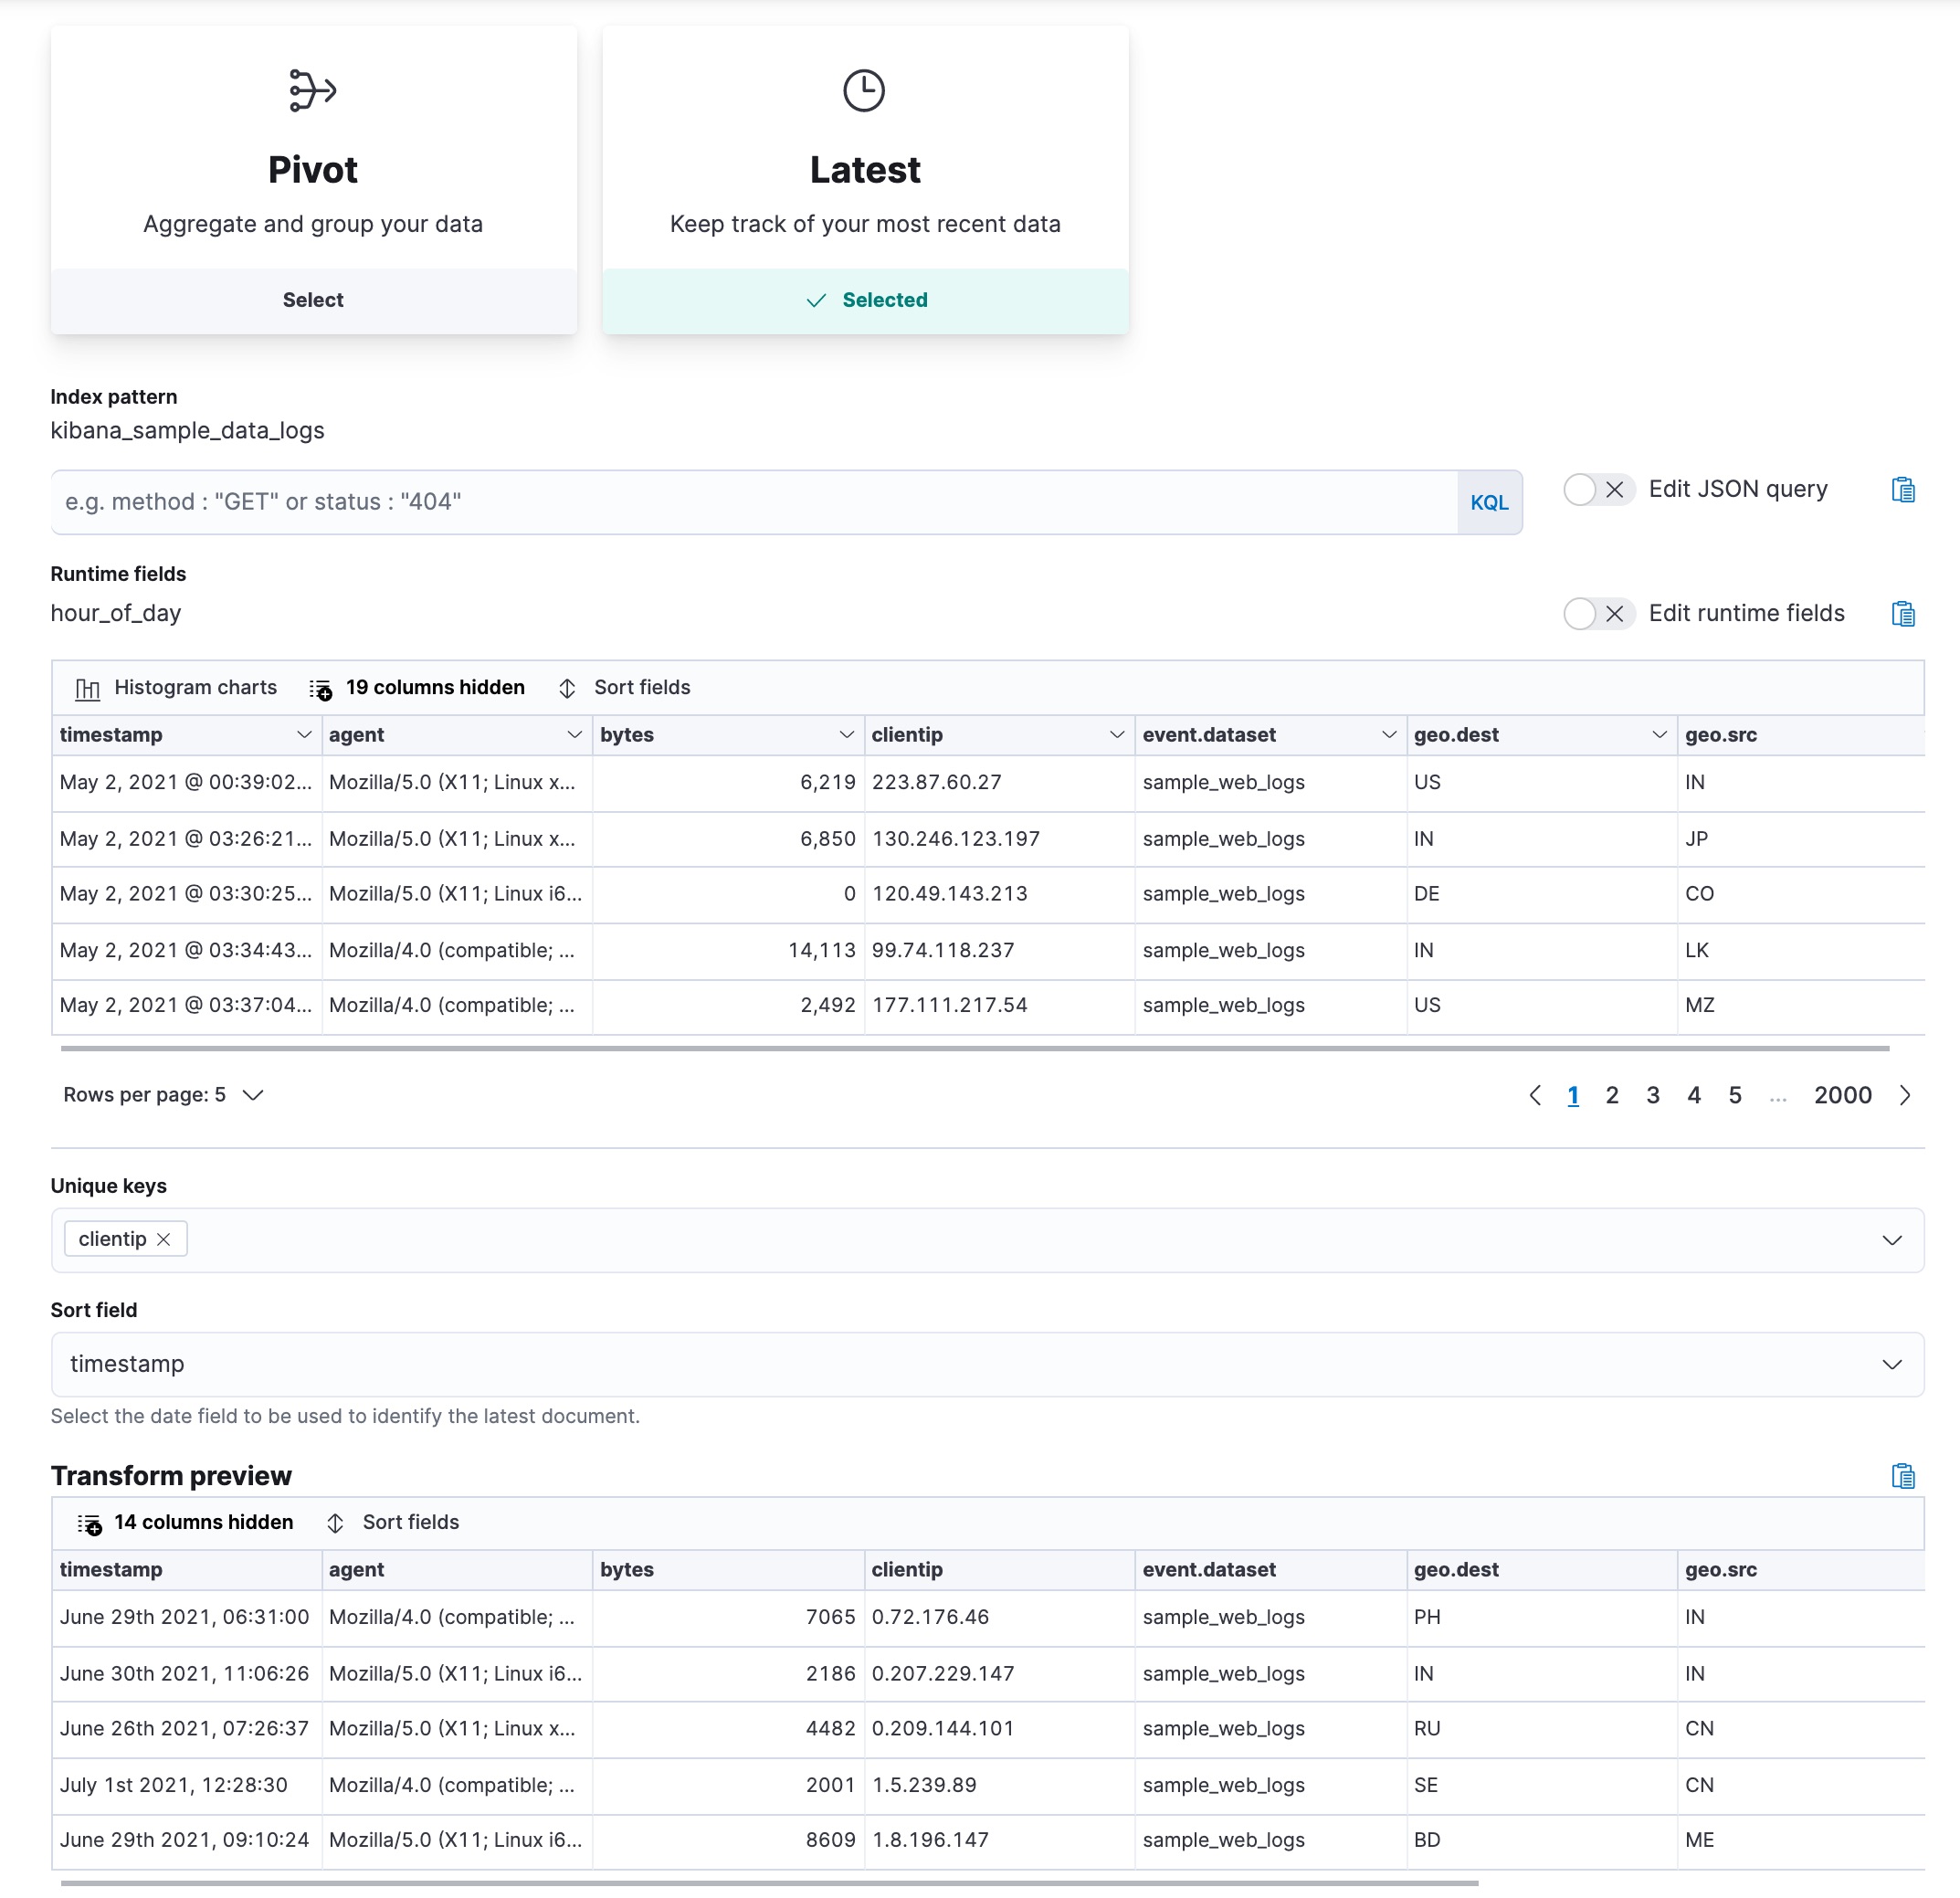 Pivot
Aggregate and group your data
Select
Latest
Keep track of your most recent data
Selected
Index pattern
kibana_sample_data_logs
e.g. method : "GET" or status : "404" KQL Edit JSON query
Runtime fields
hour_of_day Edit runtime fields
Histogram charts 19 columns hidden Sort fields
timestamp agent bytes clientip event.dataset geo.dest geo.src
May 2, 2021 @ 00:39:02... Mozilla/5.0 (X11; Linux x... 6,219 223.87.60.27 sample_web_logs US IN
May 2, 2021 @ 03:26:21... Mozilla/5.0 (X11; Linux x... 6,850 130.246.123.197 sample_web_logs IN JP
May 2, 2021 @ 03:30:25... Mozilla/5.0 (X11; Linux i6... 0 120.49.143.213 sample_web_logs DE CO
May 2, 2021 @ 03:34:43... Mozilla/4.0 (compatible; ... 14,113 99.74.118.237 sample_web_logs IN LK
May 2, 2021 @ 03:37:04... Mozilla/4.0 (compatible; ... 2,492 177.111.217.54 sample_web_logs US MZ
Rows per page: 5 1 2 3 4 5 ... 2000
Unique keys
clientip
Sort field
timestamp
Select the date field to be used to identify the latest document.
Transform preview
14 columns hidden Sort fields
timestamp agent bytes clientip event.dataset geo.dest geo.src
June 29th 2021, 06:31:00 Mozilla/4.0 (compatible; ... 7065 0.72.176.46 sample_web_logs PH IN
June 30th 2021, 11:06:26 Mozilla/5.0 (X11; Linux i6... 2186 0.207.229.147 sample_web_logs IN IN
June 26th 2021, 07:26:37 Mozilla/5.0 (X11; Linux x... 4482 0.209.144.101 sample_web_logs RU CN
July 1st 2021, 12:28:30 Mozilla/4.0 (compatible; ... 2001 1.5.239.89 sample_web_logs SE CN
June 29th 2021, 09:10:24 Mozilla/5.0 (X11; Linux i6... 8609 1.8.196.147 sample_web_logs BD ME